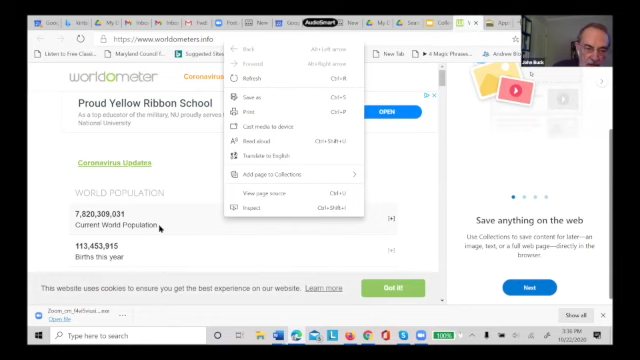 AudioSmart
https://www.worldometers.info
Listen to Free Classi...
Maryland Council...
Suggested Sites
New Tab
4 Magic Phrases...
Andrew Blog
John Buck
worldometer
Coronavirus
Proud Yellow Ribbon School
As a top educator of the military, NU proudly serves
National University
OPEN
Coronavirus Updates
WORLD POPULATION
7,820,309,031
Current World Population
[+]
113,453,915
Births this year
[+]
This website uses cookies to ensure you get the best experience on our website.
Learn more
Got it!
Back Alt+Left arrow
Forward Alt+Right arrow
Refresh Ctrl+R
Save as Ctrl+S
Print Ctrl+P
Cast media to device
Read aloud Ctrl+Shift+U
Translate to English
Add page to Collections
View page source Ctrl+U
Inspect Ctrl+Shift+I
Save anything on the web
Use Collections to save content for later—an
image, text, or a full web page—directly in the
browser.
Next
Open file
Show all
Type here to search
100%
3:36 PM
10/22/2020